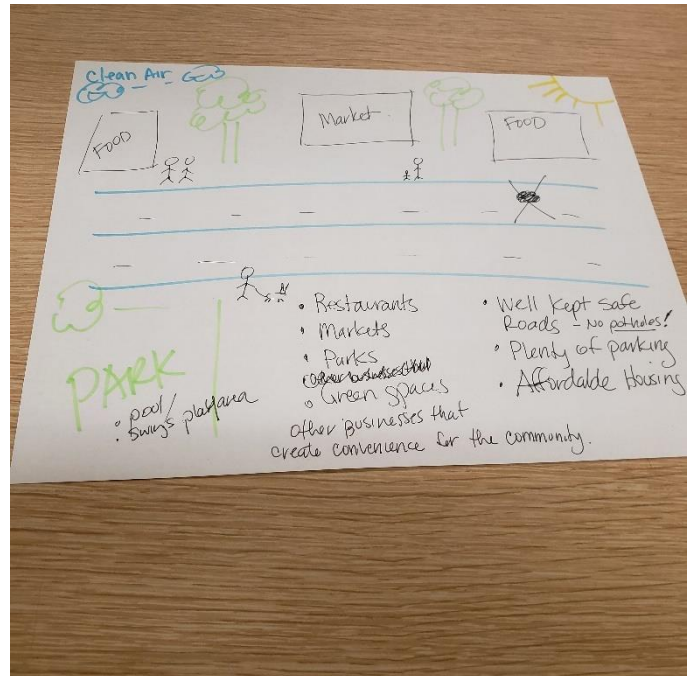 Clean Air
FOOD
Market
FOOD
• Restaurants
• Markets
• Parks
• Green Spaces
other businesses that
create convenience for the community.
• Well Kept Safe
Roads - No potholes!
• Plenty of parking
• Affordable Housing
PARK
• pool/
• swings playarea